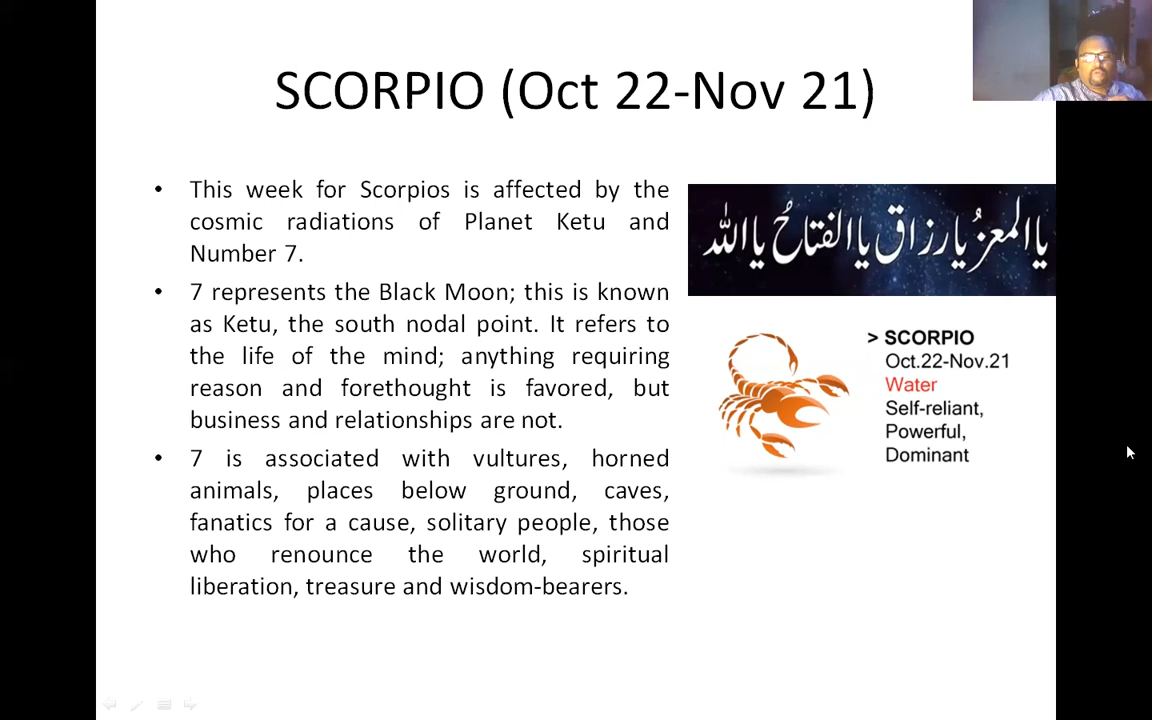 SCORPIO (Oct 22-Nov 21)
• This week for Scorpios is affected by the
cosmic radiations of Planet Ketu and
Number 7.
• 7 represents the Black Moon; this is known
as Ketu, the south nodal point. It refers to
the life of the mind; anything requiring
reason and forethought is favored, but
business and relationships are not.
• 7 is associated with vultures, horned
animals, places below ground, caves,
fanatics for a cause, solitary people, those
who renounce the world, spiritual
liberation, treasure and wisdom-bearers.
یا المعزُ یا رزاق یا الفتاحُ یا اللہ
> SCORPIO
Oct.22-Nov.21
Water
Self-reliant,
Powerful,
Dominant